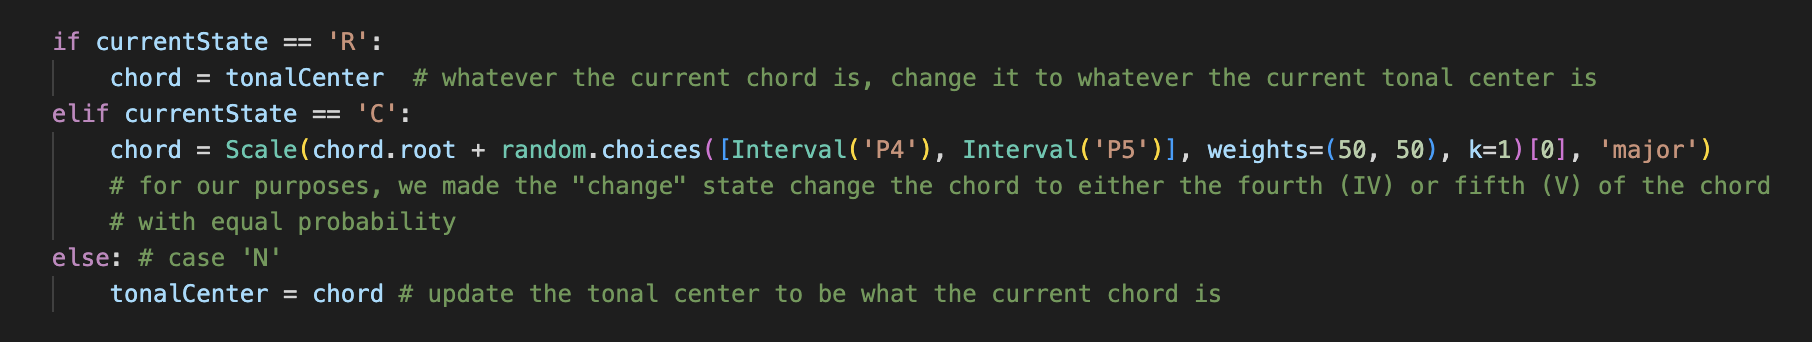 if currentState == 'R':
    chord = tonalCenter  # whatever the current chord is, change it to whatever the current tonal center is
elif currentState == 'C':
    chord = Scale(chord.root + random.choices([Interval('P4'), Interval('P5')], weights=(50, 50), k=1)[0], 'major')
    # for our purposes, we made the "change" state change the chord to either the fourth (IV) or fifth (V) of the chord
    # with equal probability
else: # case 'N'
    tonalCenter = chord # update the tonal center to be what the current chord is